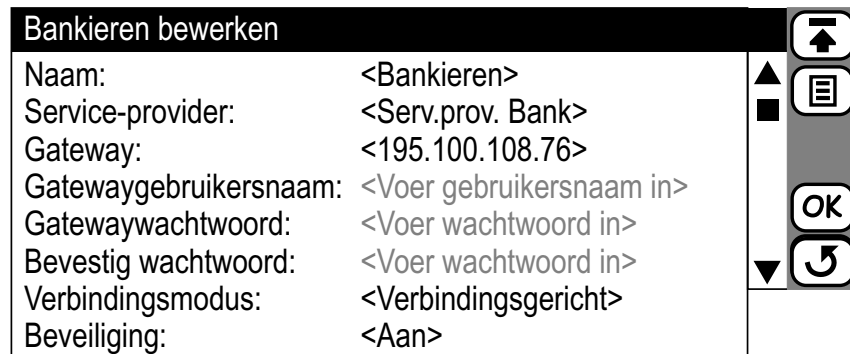 Bankieren bewerken
Naam: <Bankieren>
Service-provider: <Serv.prov. Bank>
Gateway: <195.100.108.76>
Gatewaygebruikersnaam: <Voer gebruikersnaam in>
Gatewaywachtwoord: <Voer wachtwoord in>
Bevestig wachtwoord: <Voer wachtwoord in>
Verbindingsmodus: <Verbindingsgericht>
Beveiliging: <Aan>
OK